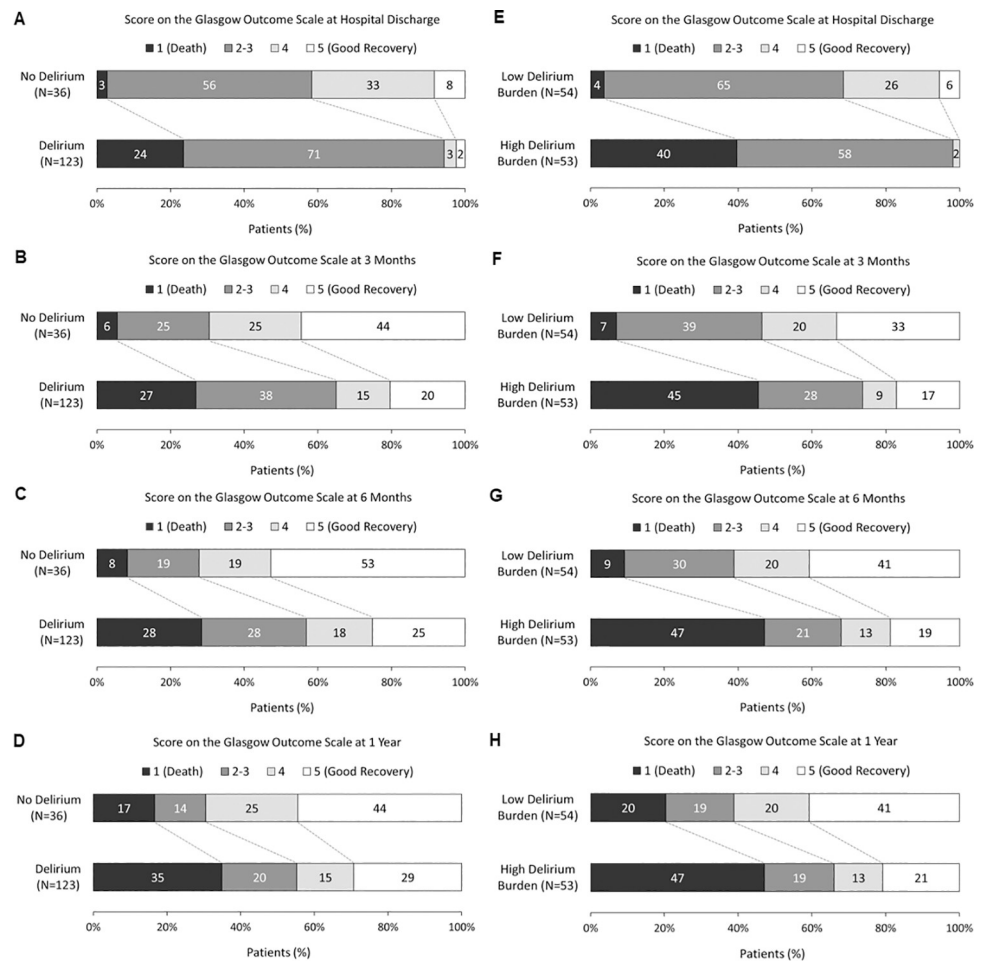 A
Score on the Glasgow Outcome Scale at Hospital Discharge
1 (Death) 2-3 4 5 (Good Recovery)
No Delirium
(N=36)
3 56 33 8
Delirium
(N=123)
24 71 3 2
0% 20% 40% 60% 80% 100%
Patients (%)
B
Score on the Glasgow Outcome Scale at 3 Months
1 (Death) 2-3 4 5 (Good Recovery)
No Delirium
(N=36)
6 25 25 44
Delirium
(N=123)
27 38 15 20
0% 20% 40% 60% 80% 100%
Patients (%)
C
Score on the Glasgow Outcome Scale at 6 Months
1 (Death) 2-3 4 5 (Good Recovery)
No Delirium
(N=36)
8 19 19 53
Delirium
(N=123)
28 28 18 25
0% 20% 40% 60% 80% 100%
Patients (%)
D
Score on the Glasgow Outcome Scale at 1 Year
1 (Death) 2-3 4 5 (Good Recovery)
No Delirium
(N=36)
17 14 25 44
Delirium
(N=123)
35 20 15 29
0% 20% 40% 60% 80% 100%
Patients (%)
E
Score on the Glasgow Outcome Scale at Hospital Discharge
1 (Death) 2-3 4 5 (Good Recovery)
Low Delirium
Burden (N=54)
4 65 26 6
High Delirium
Burden (N=53)
40 58 2
0% 20% 40% 60% 80% 100%
Patients (%)
F
Score on the Glasgow Outcome Scale at 3 Months
1 (Death) 2-3 4 5 (Good Recovery)
Low Delirium
Burden (N=54)
7 39 20 33
High Delirium
Burden (N=53)
45 28 9 17
0% 20% 40% 60% 80% 100%
Patients (%)
G
Score on the Glasgow Outcome Scale at 6 Months
1 (Death) 2-3 4 5 (Good Recovery)
Low Delirium
Burden (N=54)
9 30 20 41
High Delirium
Burden (N=53)
47 21 13 19
0% 20% 40% 60% 80% 100%
Patients (%)
H
Score on the Glasgow Outcome Scale at 1 Year
1 (Death) 2-3 4 5 (Good Recovery)
Low Delirium
Burden (N=54)
20 19 20 41
High Delirium
Burden (N=53)
47 19 13 21
0% 20% 40% 60% 80% 100%
Patients (%)